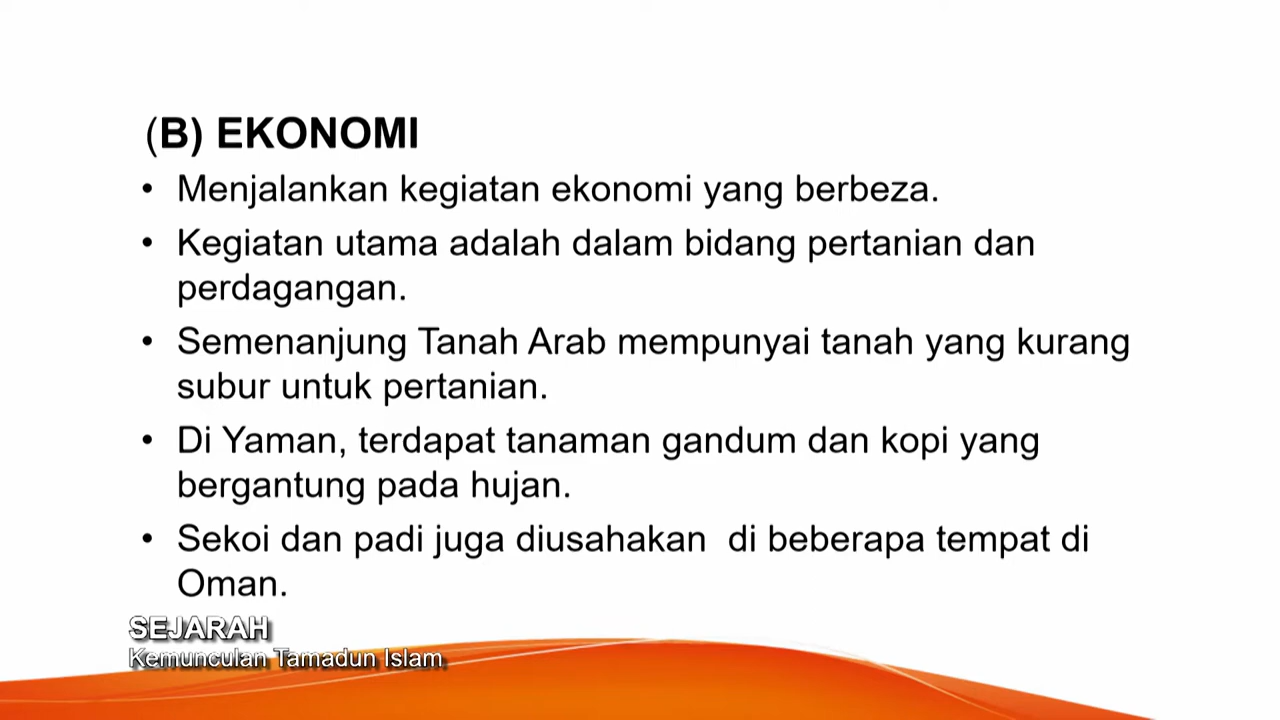 (B) EKONOMI
• Menjalankan kegiatan ekonomi yang berbeza.
• Kegiatan utama adalah dalam bidang pertanian dan
perdagangan.
• Semenanjung Tanah Arab mempunyai tanah yang kurang
subur untuk pertanian.
• Di Yaman, terdapat tanaman gandum dan kopi yang
bergantung pada hujan.
• Sekoi dan padi juga diusahakan  di beberapa tempat di
Oman.
SEJARAH
Kemunculan Tamadun Islam